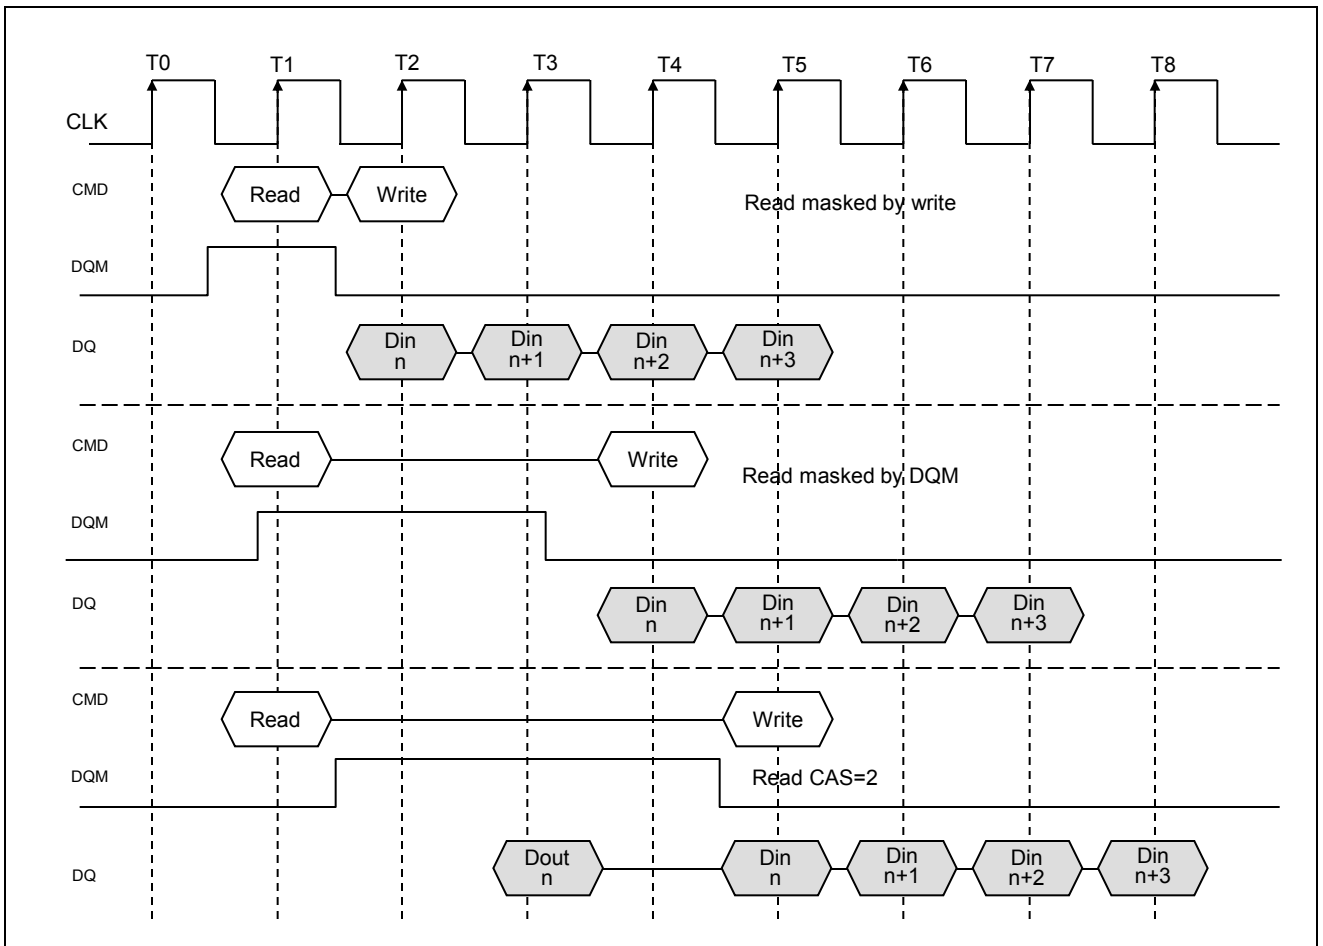 T0 T1 T2 T3 T4 T5 T6 T7 T8
CLK
CMD Read Write Read masked by write
DQM
DQ Din n Din n+1 Din n+2 Din n+3
CMD Read Write Read masked by DQM
DQM
DQ Din n Din n+1 Din n+2 Din n+3
CMD Read Write
DQM Read CAS=2
DQ Dout n Din n Din n+1 Din n+2 Din n+3